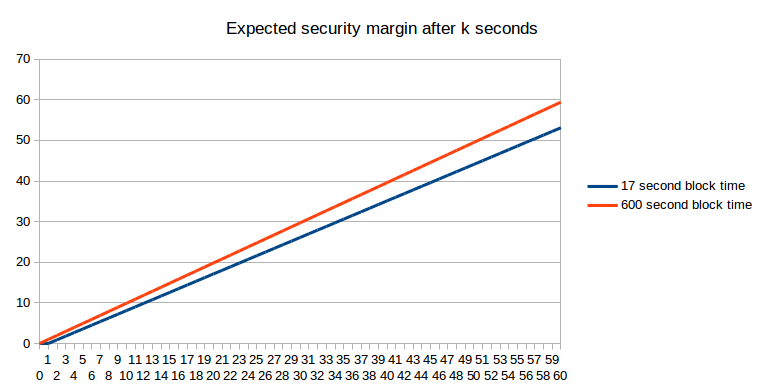 Expected security margin after k seconds
70
60
50
40
30
20
10
0
17 second block time
600 second block time
1 3 5 7 9 11 13 15 17 19 21 23 25 27 29 31 33 35 37 39 41 43 45 47 49 51 53 55 57 59
0 2 4 6 8 10 12 14 16 18 20 22 24 26 28 30 32 34 36 38 40 42 44 46 48 50 52 54 56 58 60